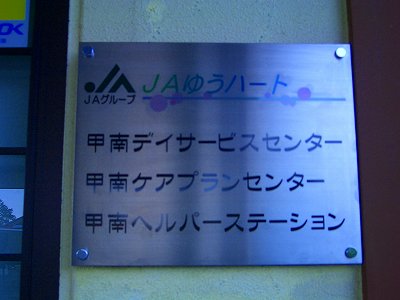 JAグループ
JAゆうハート
甲南デイサービスセンター
甲南ケアプランセンター
甲南ヘルパーステーション